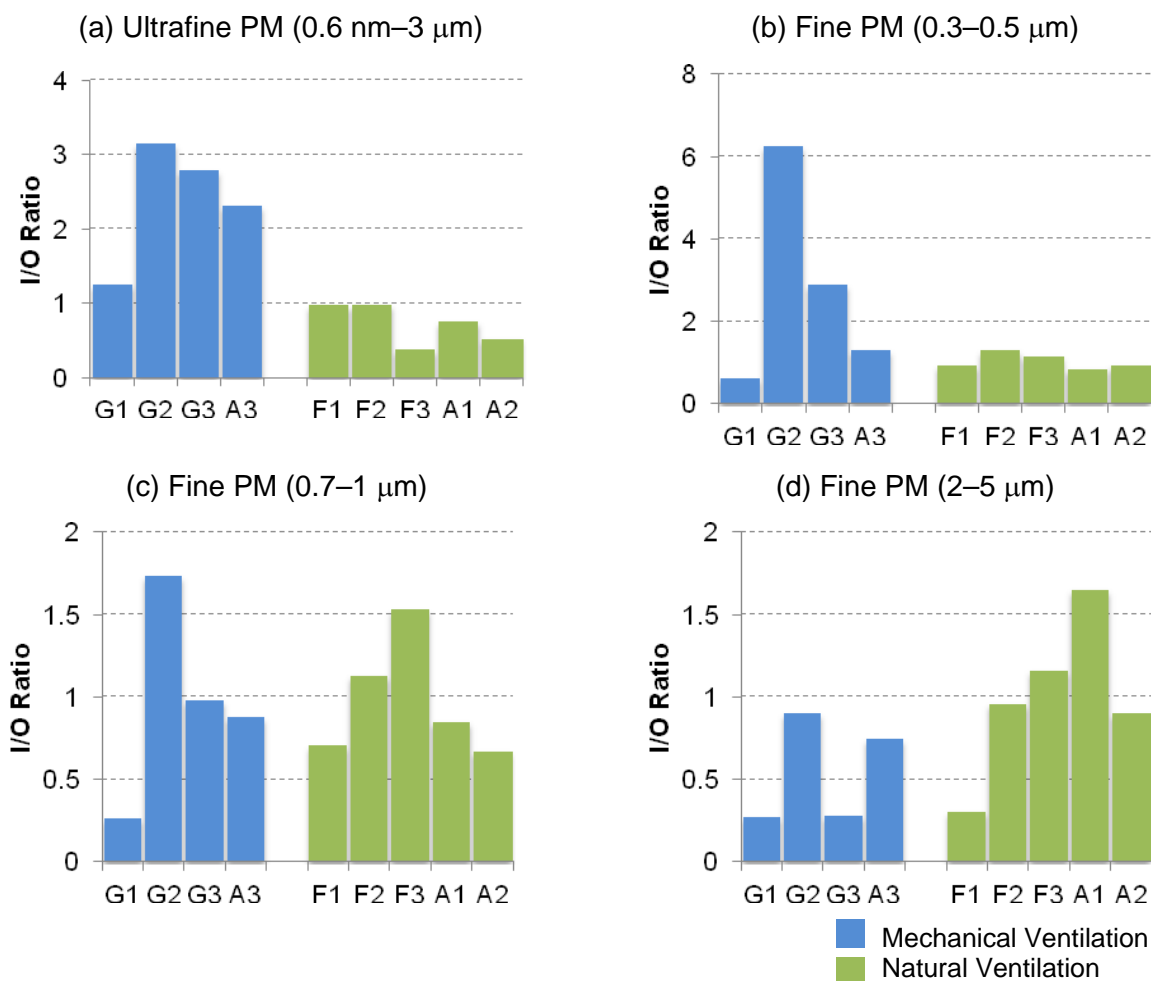 (a) Ultrafine PM (0.6 nm–3 μm)
4
3
2
1
0
I/O Ratio
G1 G2 G3 A3 F1 F2 F3 A1 A2
(b) Fine PM (0.3–0.5 μm)
8
6
4
2
0
I/O Ratio
G1 G2 G3 A3 F1 F2 F3 A1 A2
(c) Fine PM (0.7–1 μm)
2
1.5
1
0.5
0
I/O Ratio
G1 G2 G3 A3 F1 F2 F3 A1 A2
(d) Fine PM (2–5 μm)
2
1.5
1
0.5
0
I/O Ratio
G1 G2 G3 A3 F1 F2 F3 A1 A2
Mechanical Ventilation
Natural Ventilation